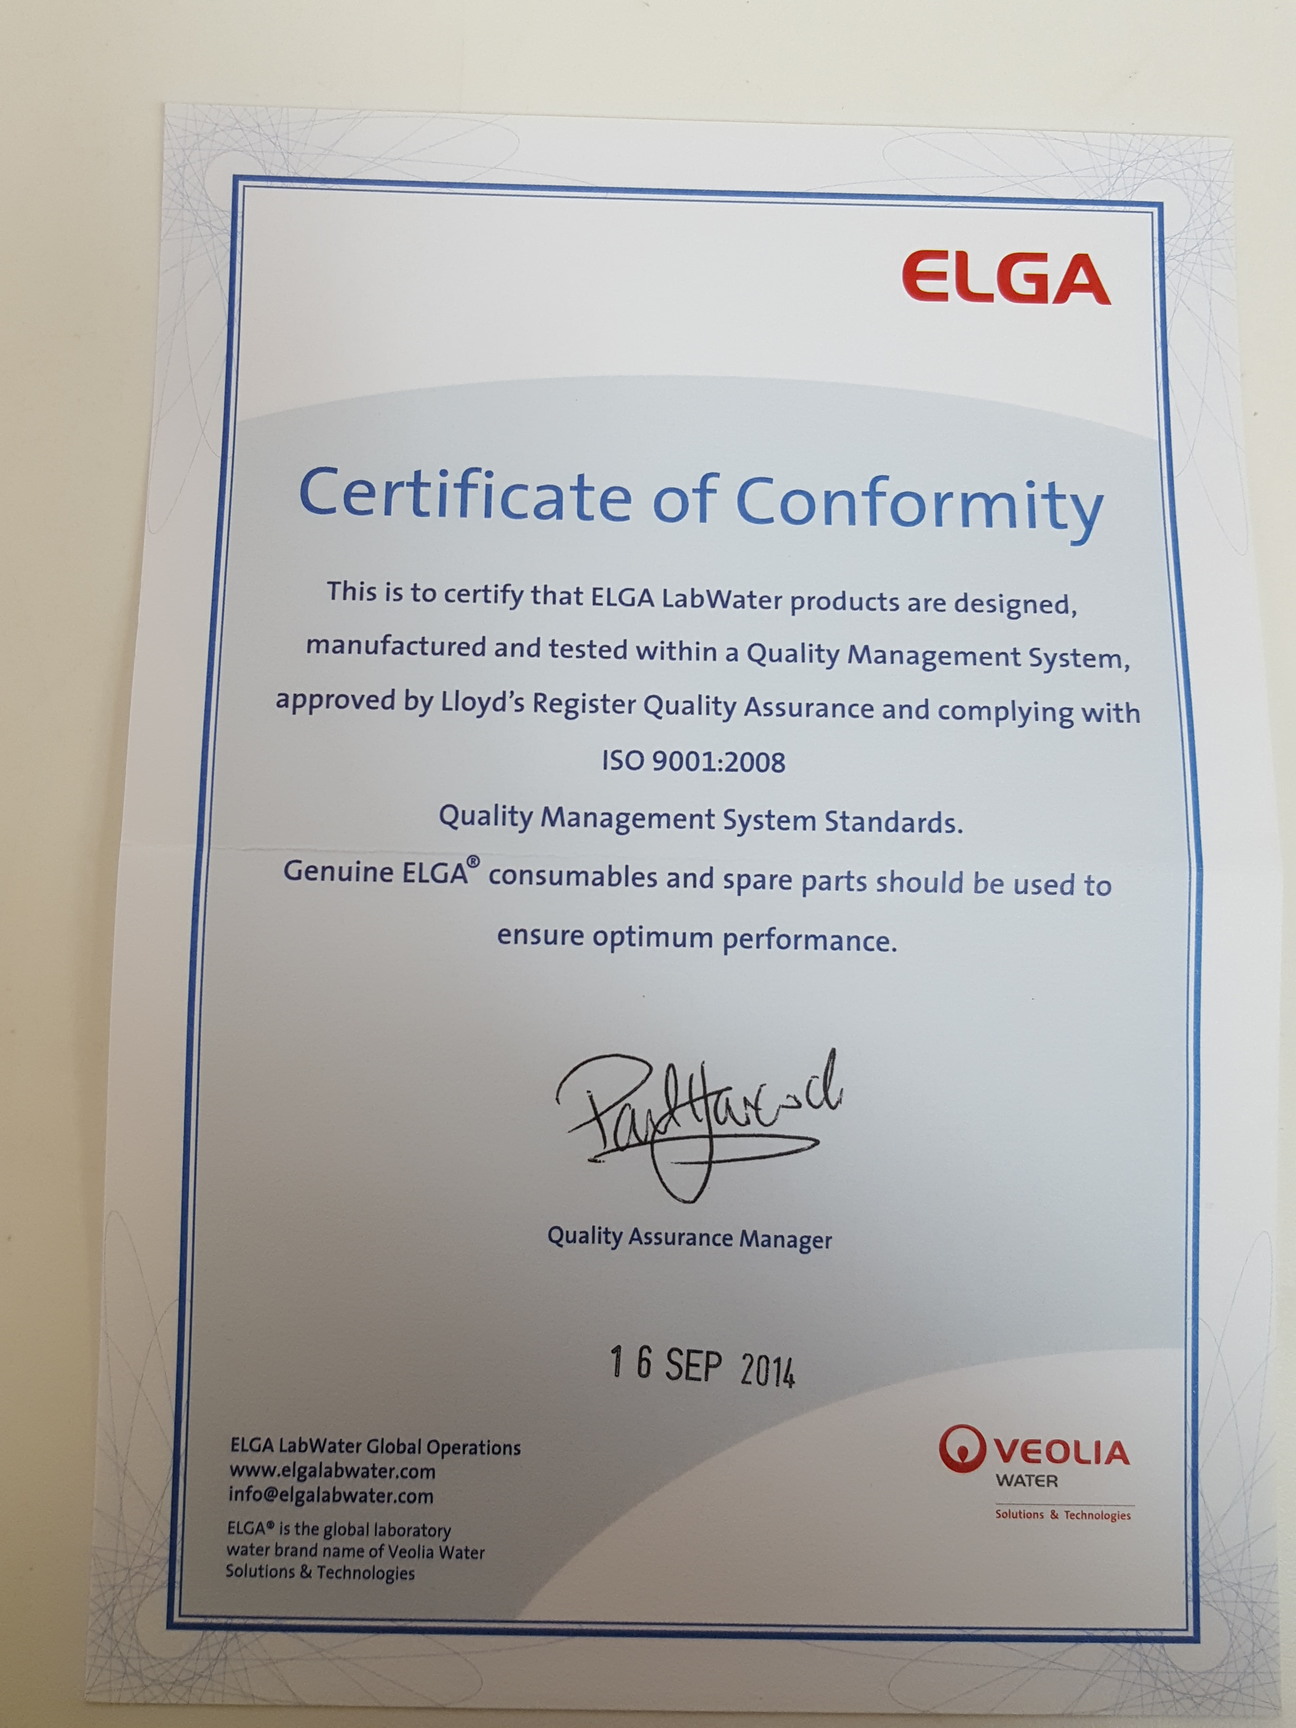 ELGA
Certificate of Conformity
This is to certify that ELGA LabWater products are designed,
manufactured and tested within a Quality Management System,
approved by Lloyd's Register Quality Assurance and complying with
ISO 9001:2008
Quality Management System Standards.
Genuine ELGA® consumables and spare parts should be used to
ensure optimum performance.
Quality Assurance Manager
16 SEP 2014
ELGA LabWater Global Operations
www.elgalabwater.com
info@elgalabwater.com
ELGA® is the global laboratory
water brand name of Veolia Water
Solutions & Technologies
VEOLIA
WATER
Solutions & Technologies